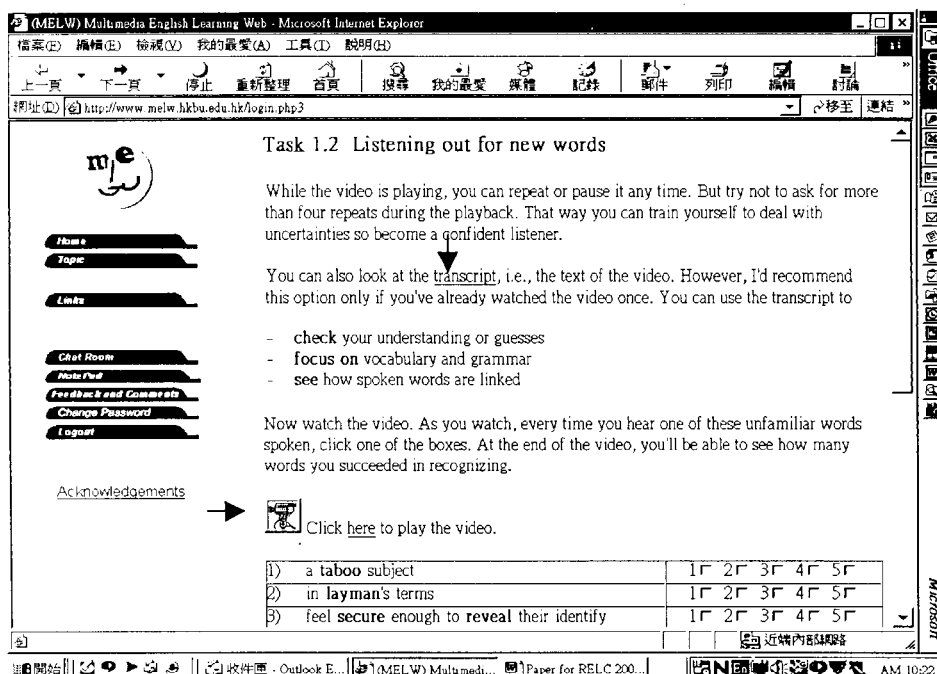 (MELW) Multimedia English Learning Web - Microsoft Internet Explorer
檔案(F) 編輯(E) 檢視(V) 我的最愛(A) 工具(T) 說明(H)
上一頁 下一頁 停止 重新整理 首頁 搜尋 我的最愛 媒體 記錄 郵件 列印 編輯 討論
網址(D) http://www.melw.hkbu.edu.hk/login.php3 移至 連結 »
Office
me
Home
Topic
Links
Chat Room
NotePad
Feedback and Comments
Change Password
Logout
Acknowledgements
Task 1.2 Listening out for new words
While the video is playing, you can repeat or pause it any time. But try not to ask for more
than four repeats during the playback. That way you can train yourself to deal with
uncertainties so become a confident listener.
You can also look at the transcript, i.e., the text of the video. However, I'd recommend
this option only if you've already watched the video once. You can use the transcript to
- check your understanding or guesses
- focus on vocabulary and grammar
- see how spoken words are linked
Now watch the video. As you watch, every time you hear one of these unfamiliar words
spoken, click one of the boxes. At the end of the video, you'll be able to see how many
words you succeeded in recognizing.
Click here to play the video.
1) a taboo subject 1 2 3 4 5
2) in layman's terms 1 2 3 4 5
3) feel secure enough to reveal their identify 1 2 3 4 5
Microsoft
近端內部網路
開始 收件匣 - Outlook E... (MELW) Multimedi... Paper for RELC 200... AM 10:22